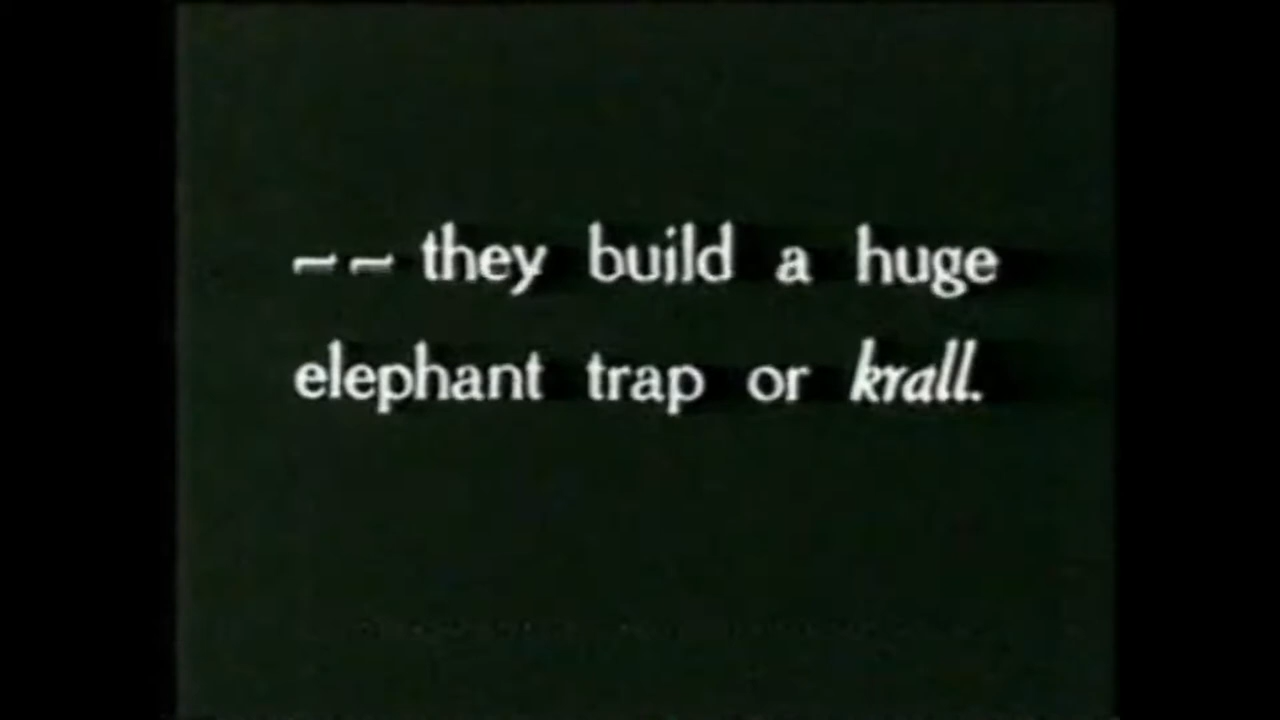 ~~ they build a huge
elephant trap or krall.